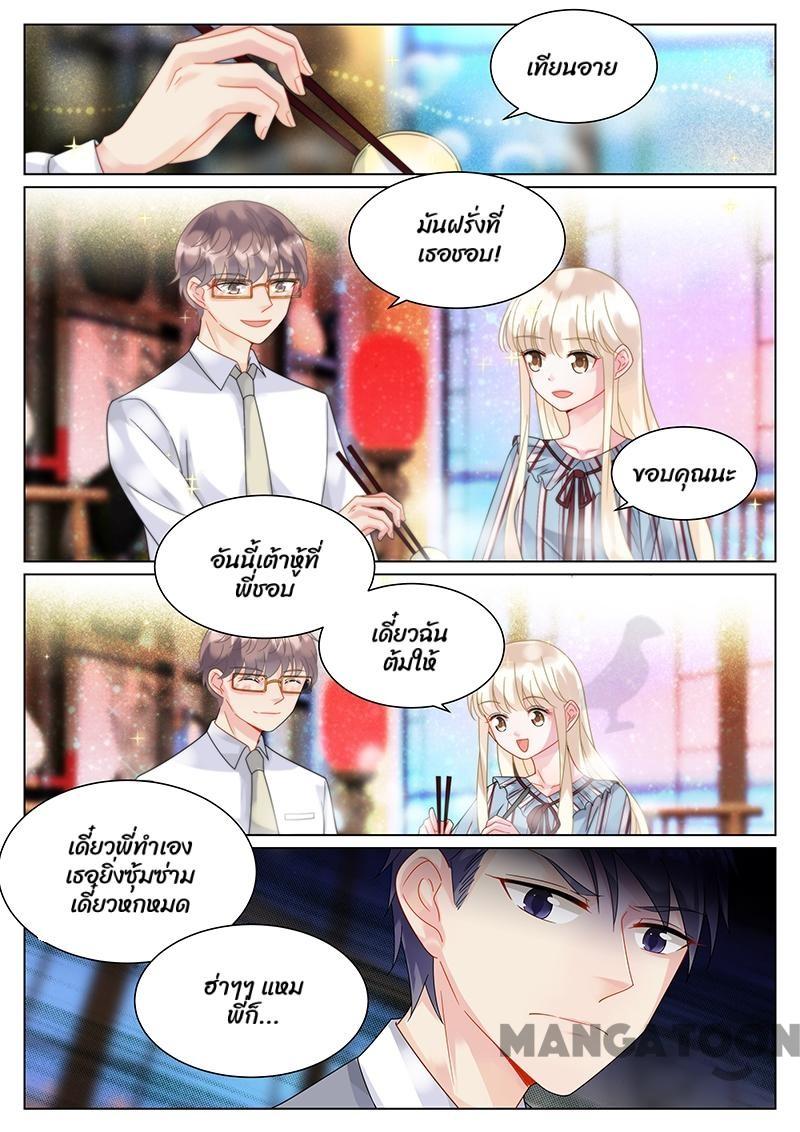 เทียนอาย
มันฝรั่งที่
เธอชอบ!
ขอบคุณนะ
อันนี้เต้าหู้ที่
พี่ชอบ
เดี๋ยวฉัน
ต้มให้
เดี๋ยวพี่ทำเอง
เธอยิ่งซุ้มซ่าม
เดี๋ยวหกหมด
ฮ่าๆๆ แหม
พี่ก็...
MANGATOON